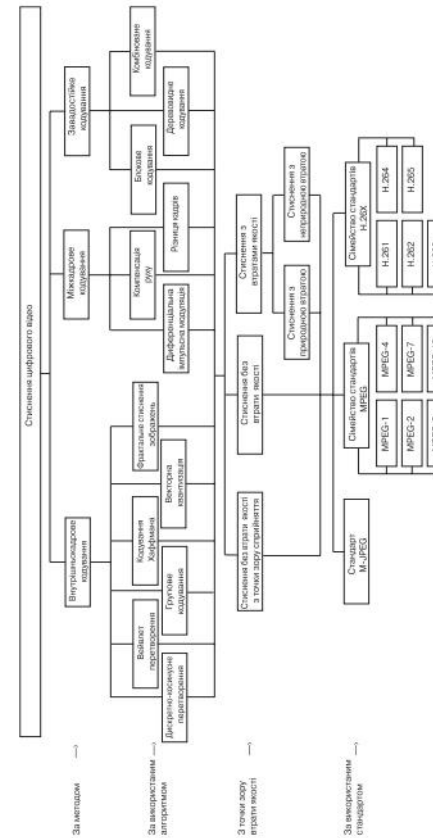 Стиснення цифрового відео
За методом
Внутрішньокадрове
кодування
Міжкадрове
кодування
Завадостійке
кодування
За використаним
алгоритмом
Дискретно-косинусне
перетворення
Вейвлет
перетворення
Групове
кодування
Кодування
Хаффмана
Векторна
квантизація
Фрактальне стиснення
зображень
Диференціальна
імпульсна модуляція
Компенсація
руху
Різниця кадрів
Блокове
кодування
Деревовидне
кодування
Комбіноване
кодування
З точки зору
втрати якості
Стиснення без втрати якості
з точки зору сприйняття
Стиснення без
втрати якості
Стиснення з
втратами якості
Стиснення з
природною втратою
Стиснення з
неприродною втратою
За використаним
стандартом
Стандарт
M-JPEG
Сімейство стандартів
MPEG
MPEG-1
MPEG-4
MPEG-2
MPEG-7
Сімейство стандартів
H.26X
H.261
H.264
H.262
H.265